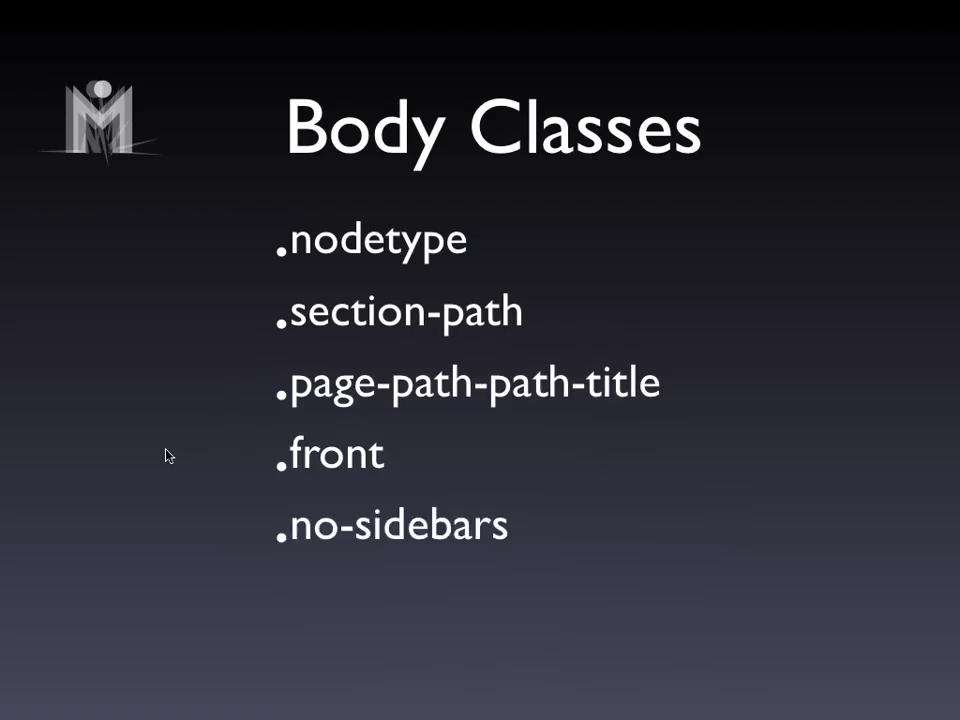 Body Classes
.nodetype
.section-path
.page-path-path-title
.front
.no-sidebars